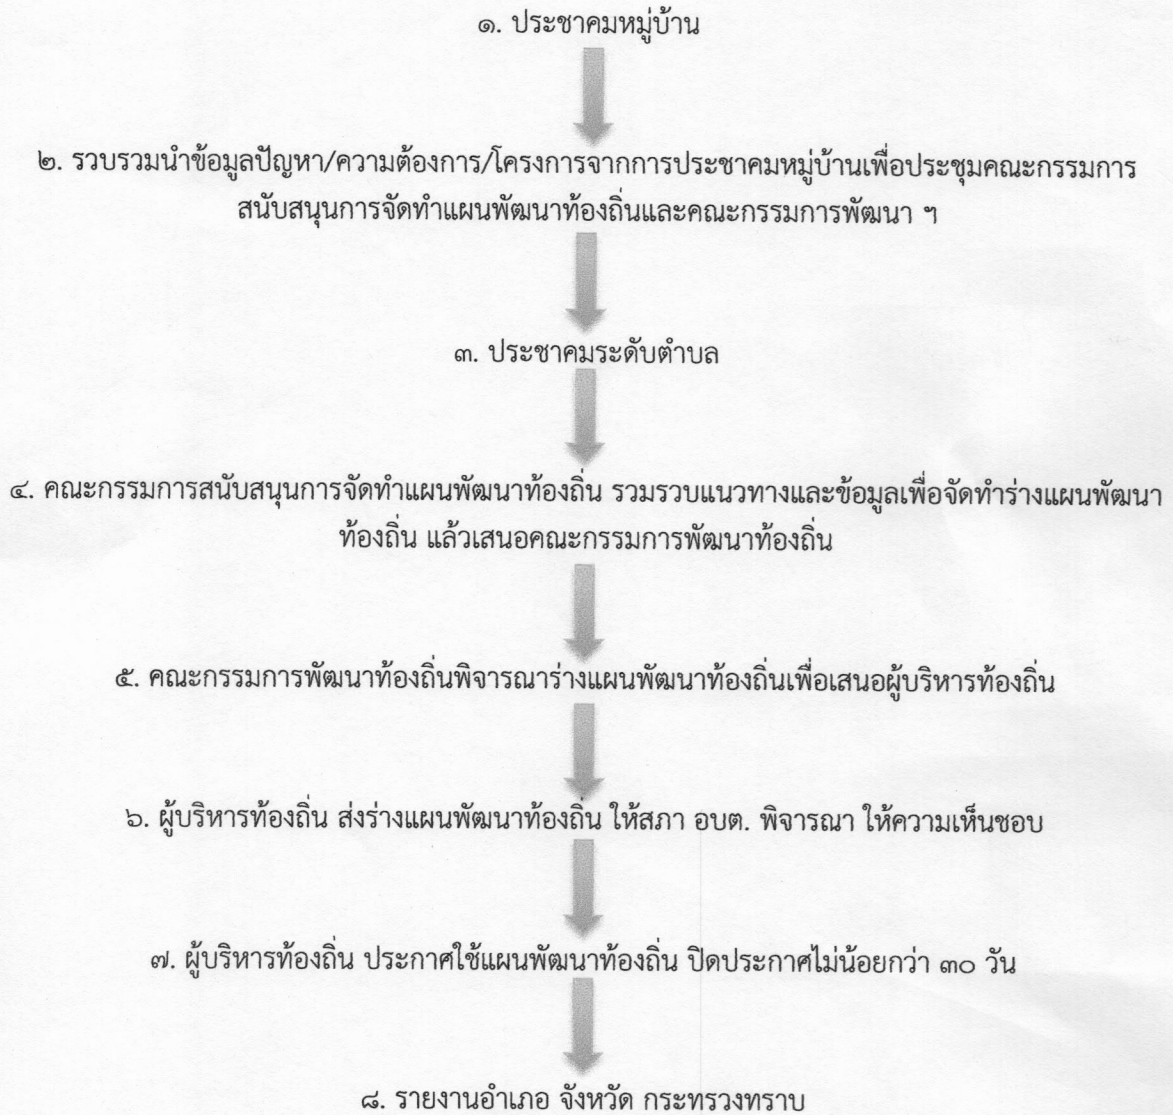 ๑. ประชาคมหมู่บ้าน
๒. รวบรวมนำข้อมูลปัญหา/ความต้องการ/โครงการจากการประชาคมหมู่บ้านเพื่อประชุมคณะกรรมการ
สนับสนุนการจัดทำแผนพัฒนาท้องถิ่นและคณะกรรมการพัฒนา ฯ
๓. ประชาคมระดับตำบล
๔. คณะกรรมการสนับสนุนการจัดทำแผนพัฒนาท้องถิ่น รวมรวบแนวทางและข้อมูลเพื่อจัดทำร่างแผนพัฒนา
ท้องถิ่น แล้วเสนอคณะกรรมการพัฒนาท้องถิ่น
๕. คณะกรรมการพัฒนาท้องถิ่นพิจารณาร่างแผนพัฒนาท้องถิ่นเพื่อเสนอผู้บริหารท้องถิ่น
๖. ผู้บริหารท้องถิ่น ส่งร่างแผนพัฒนาท้องถิ่น ให้สภา อบต. พิจารณา ให้ความเห็นชอบ
๗. ผู้บริหารท้องถิ่น ประกาศใช้แผนพัฒนาท้องถิ่น ปิดประกาศไม่น้อยกว่า ๓๐ วัน
๘. รายงานอำเภอ จังหวัด กระทรวงทราบ